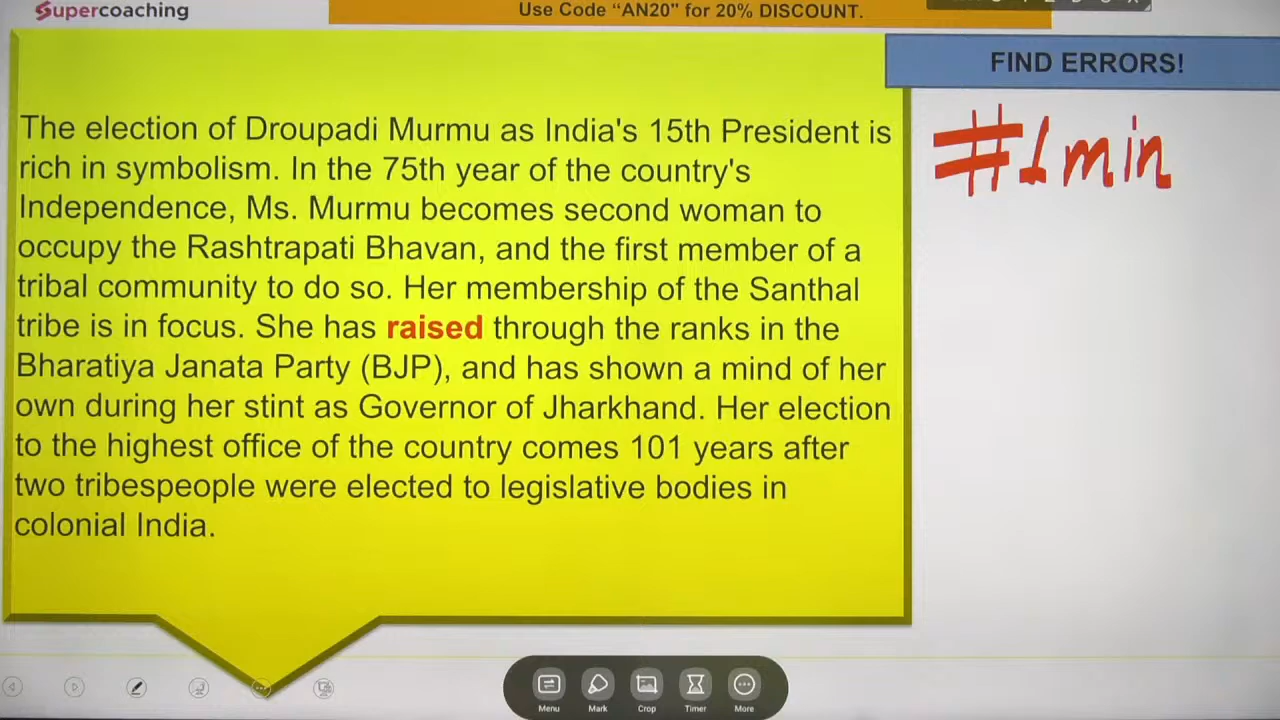 Supercoaching
Use Code “AN20” for 20% DISCOUNT.
FIND ERRORS!
#1min
The election of Droupadi Murmu as India's 15th President is
rich in symbolism. In the 75th year of the country's
Independence, Ms. Murmu becomes second woman to
occupy the Rashtrapati Bhavan, and the first member of a
tribal community to do so. Her membership of the Santhal
tribe is in focus. She has raised through the ranks in the
Bharatiya Janata Party (BJP), and has shown a mind of her
own during her stint as Governor of Jharkhand. Her election
to the highest office of the country comes 101 years after
two tribespeople were elected to legislative bodies in
colonial India.
Menu Mark Crop Timer More